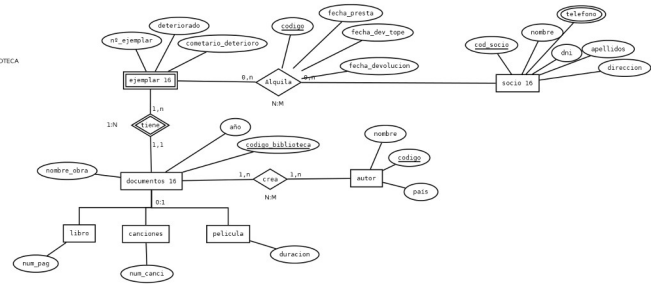 fecha_presta
telefono
deteriorado
codigo
nombre
nº_ejemplar
cometario_deterioro
fecha_dev_tope
cod_socio
dni
apellidos
OTECA
fecha_devolucion
direccion
ejemplar 16
0,n
Alquila
0,n
socio 16
N:M
1,n
1:N
tiene
año
nombre
1,1
codigo_biblioteca
codigo
nombre_obra
documentos 16
1,n
crea
1,n
autor
pais
N:M
0:1
libro
canciones
pelicula
duracion
num_pag
num_canci